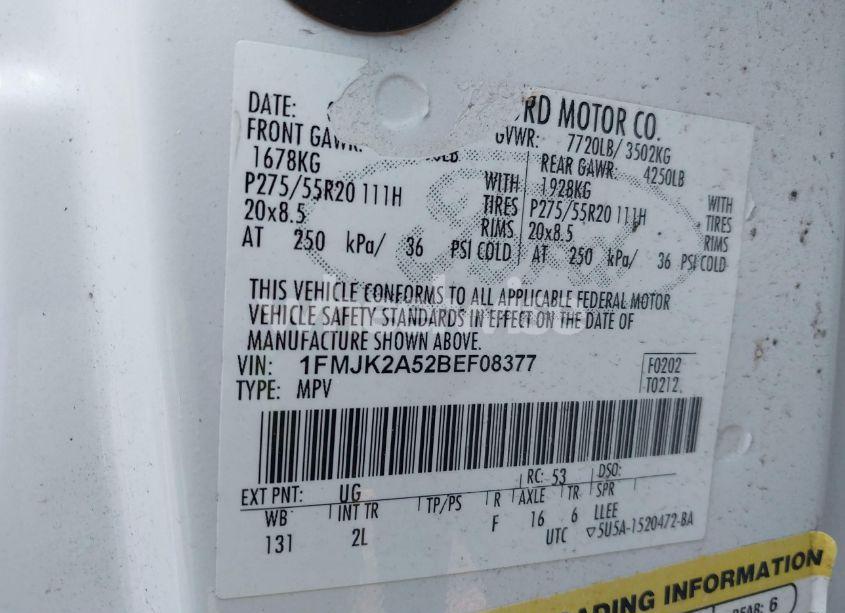 DATE:
RD MOTOR CO.
FRONT GAWR:
GVWR: 7720LB/ 3502KG
1678KG
REAR GAWR: 4250LB
1928KG
P275/55R20 111H WITH TIRES
P275/55R20 111H WITH TIRES
20x8.5 RIMS
20x8.5 RIMS
AT 250 kPa/ 36 PSI COLD
AT 250 kPa/ 36 PSI COLD
THIS VEHICLE CONFORMS TO ALL APPLICABLE FEDERAL MOTOR
VEHICLE SAFETY STANDARDS IN EFFECT ON THE DATE OF
MANUFACTURE SHOWN ABOVE.
VIN: 1FMJK2A52BEF08377
F0202
TYPE: MPV
T0212
EXT PNT: UG RC: 53 DSO:
WB INT TR TP/PS R AXLE TR SPR
131 2L F 16 6 LLEE
UTC ▽5U5A-1520472-BA
ADING INFORMATION
REAR: 6